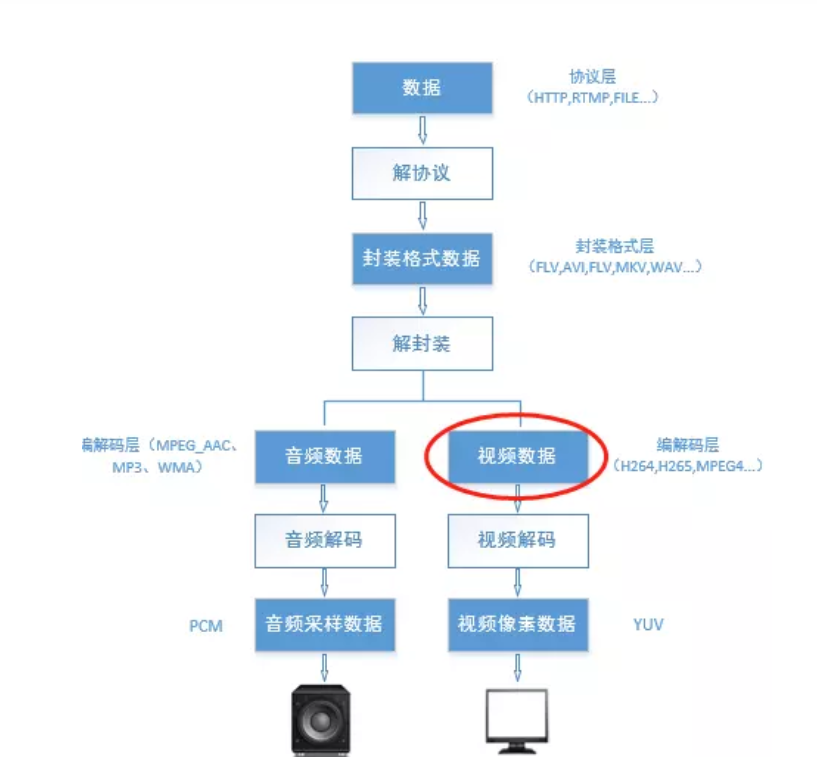 数据
协议层
（HTTP,RTMP,FILE...）
解协议
封装格式数据
封装格式层
（FLV,AVI,FLV,MKV,WAV...）
解封装
编解码层（MPEG_AAC、
MP3、WMA）
音频数据
视频数据
编解码层
（H264,H265,MPEG4...）
音频解码
视频解码
PCM
音频采样数据
视频像素数据
YUV